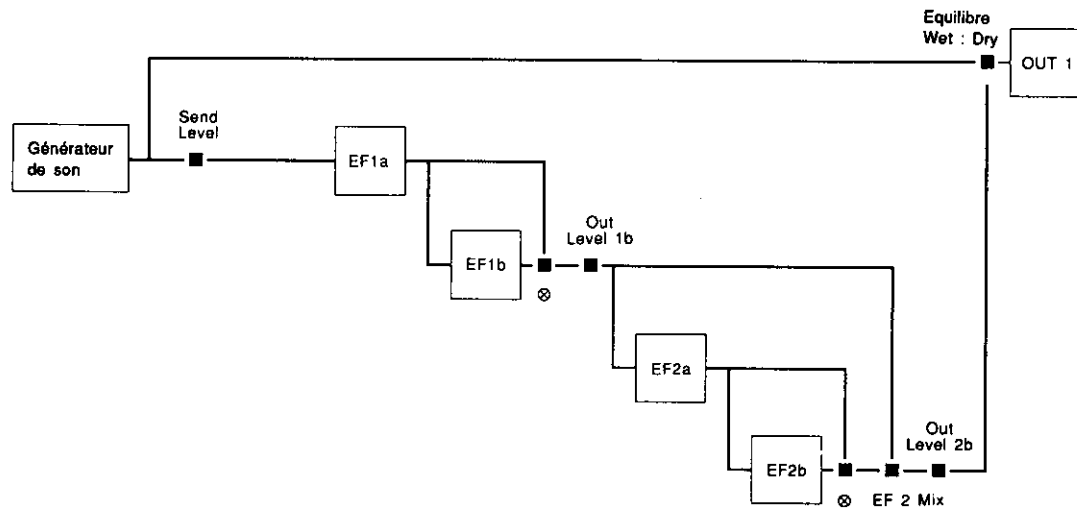 Equilibre
Wet : Dry
OUT 1
Send
Level
Générateur
de son
EF1a
Out
Level 1b
EF1b
EF2a
Out
Level 2b
EF2b
EF 2 Mix